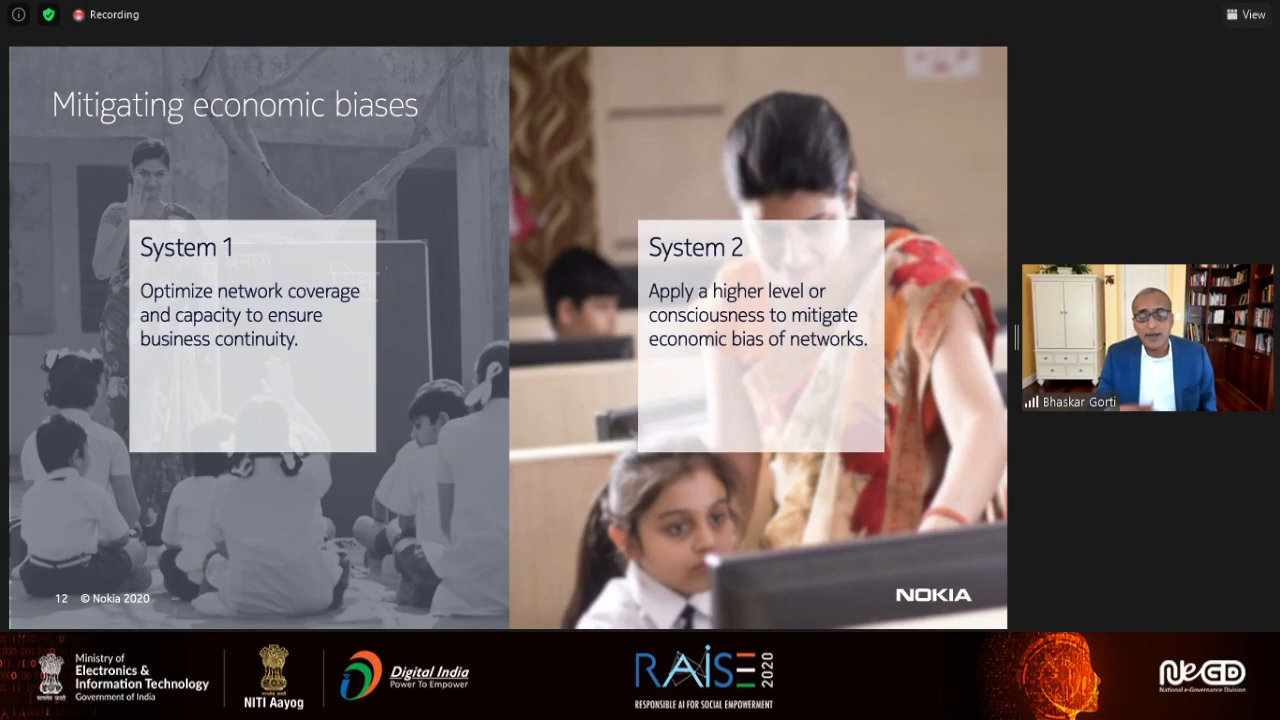 Recording
View
Mitigating economic biases
System 1
Optimize network coverage
and capacity to ensure
business continuity.
System 2
Apply a higher level or
consciousness to mitigate
economic bias of networks.
Bhaskar Gorti
12 © Nokia 2020
NOKIA
Ministry of
Electronics &
Information Technology
Government of India
NITI Aayog
Digital India
Power To Empower
RAISE 2020
RESPONSIBLE AI FOR SOCIAL EMPOWERMENT
NeGD
National e-Governance Division